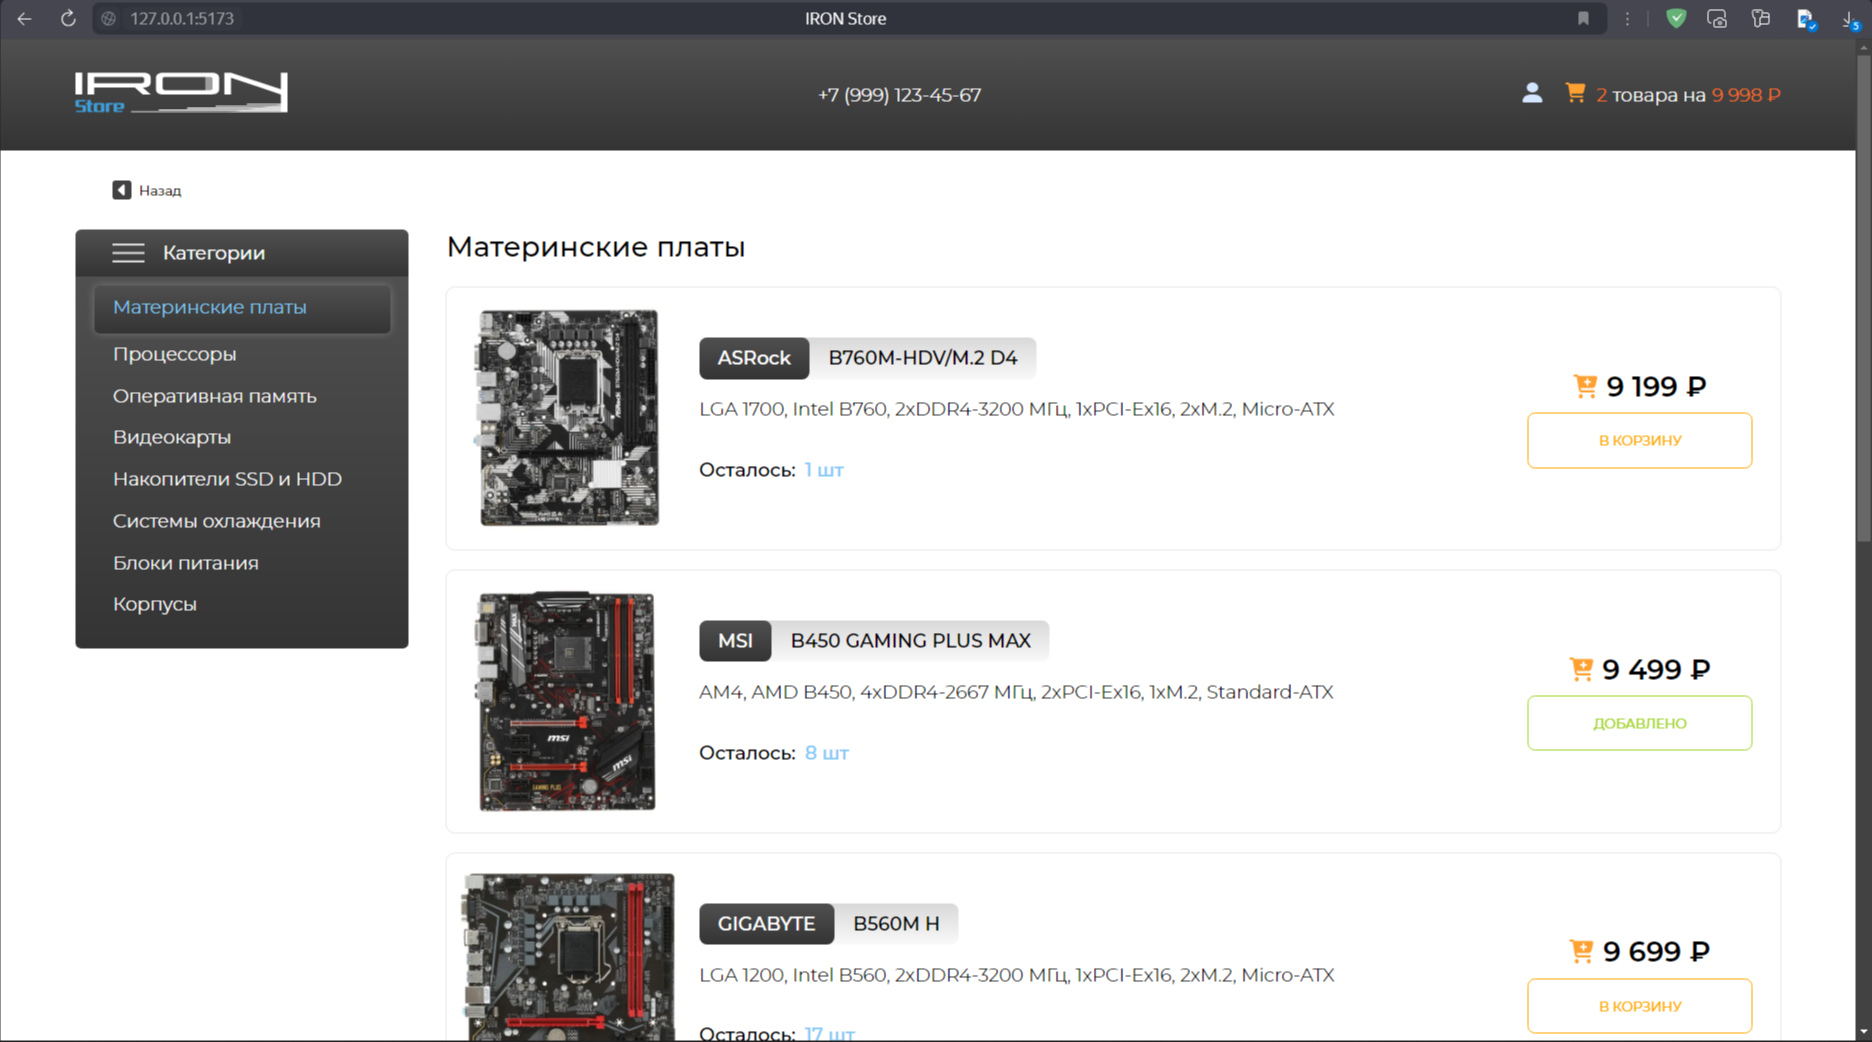 127.0.0.1:5173
IRON Store
5
IRON
Store
+7 (999) 123-45-67
2 товара на 9 998 ₽
Назад
Категории
Материнские платы
Процессоры
Оперативная память
Видеокарты
Накопители SSD и HDD
Системы охлаждения
Блоки питания
Корпусы
Материнские платы
ASRock B760M-HDV/M.2 D4
LGA 1700, Intel B760, 2xDDR4-3200 МГц, 1xPCI-Ex16, 2xM.2, Micro-ATX
Осталось: 1 шт
9 199 ₽
В КОРЗИНУ
msi
msi
GAMING PLUS
MSI B450 GAMING PLUS MAX
AM4, AMD B450, 4xDDR4-2667 МГц, 2xPCI-Ex16, 1xM.2, Standard-ATX
Осталось: 8 шт
9 499 ₽
ДОБАВЛЕНО
GIGABYTE B560M H
LGA 1200, Intel B560, 2xDDR4-3200 МГц, 1xPCI-Ex16, 2xM.2, Micro-ATX
Осталось: 17 шт
9 699 ₽
В КОРЗИНУ